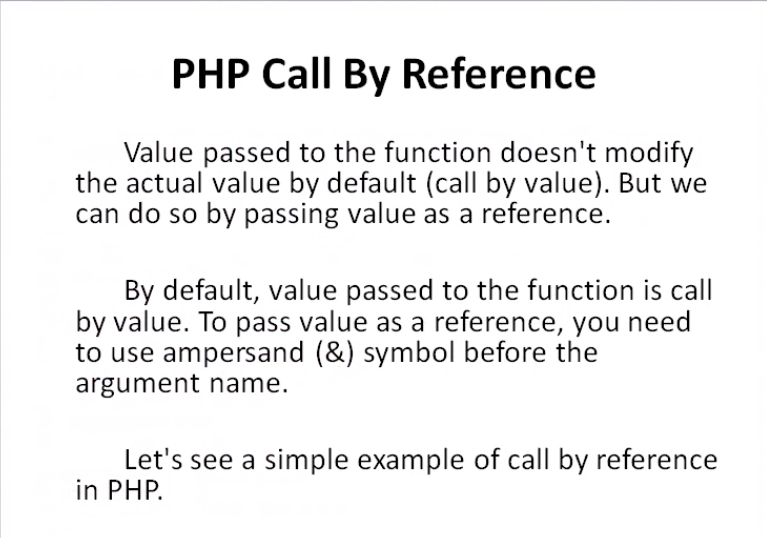 PHP Call By Reference
Value passed to the function doesn't modify
the actual value by default (call by value). But we
can do so by passing value as a reference.
By default, value passed to the function is call
by value. To pass value as a reference, you need
to use ampersand (&) symbol before the
argument name.
Let's see a simple example of call by reference
in PHP.